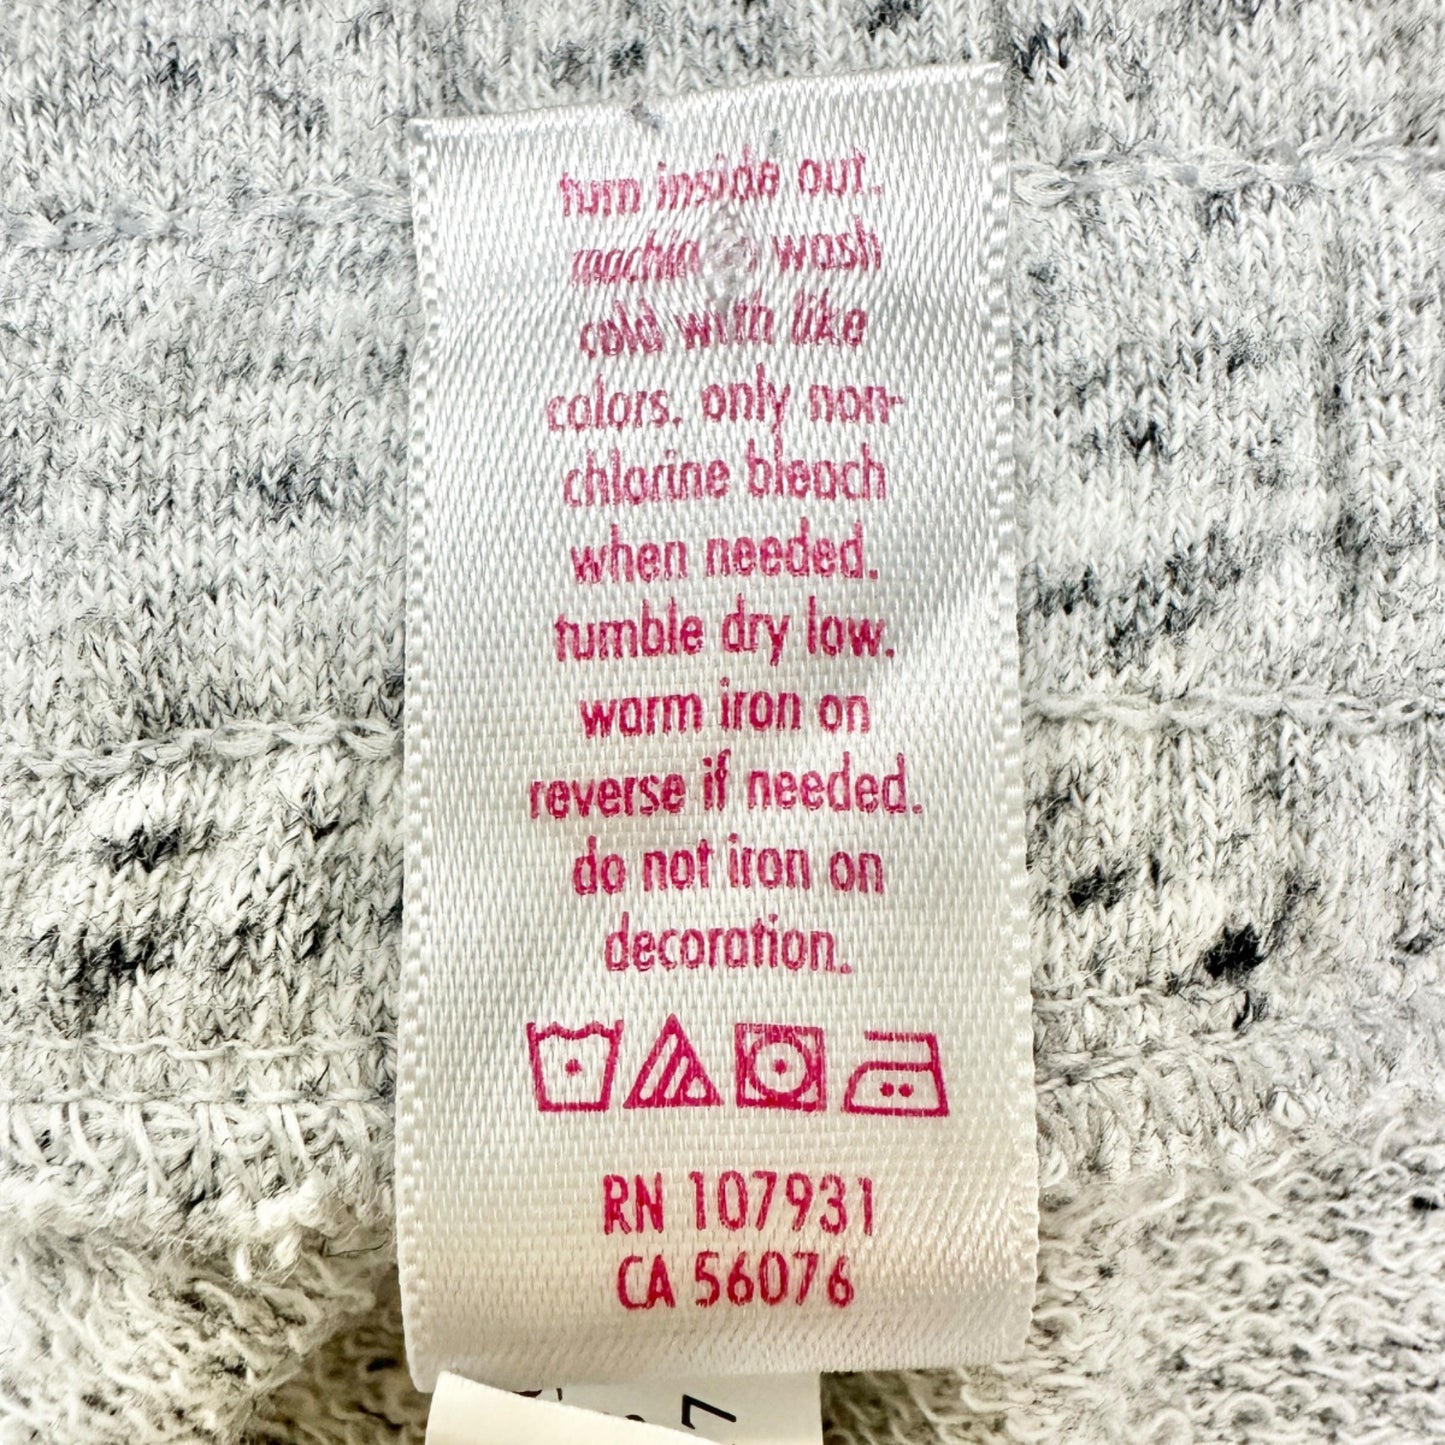 turn inside out.
machine wash
cold with like
colors. only non-
chlorine bleach
when needed.
tumble dry low.
warm iron on
reverse if needed.
do not iron on
decoration.
RN 107931
CA 56076
7